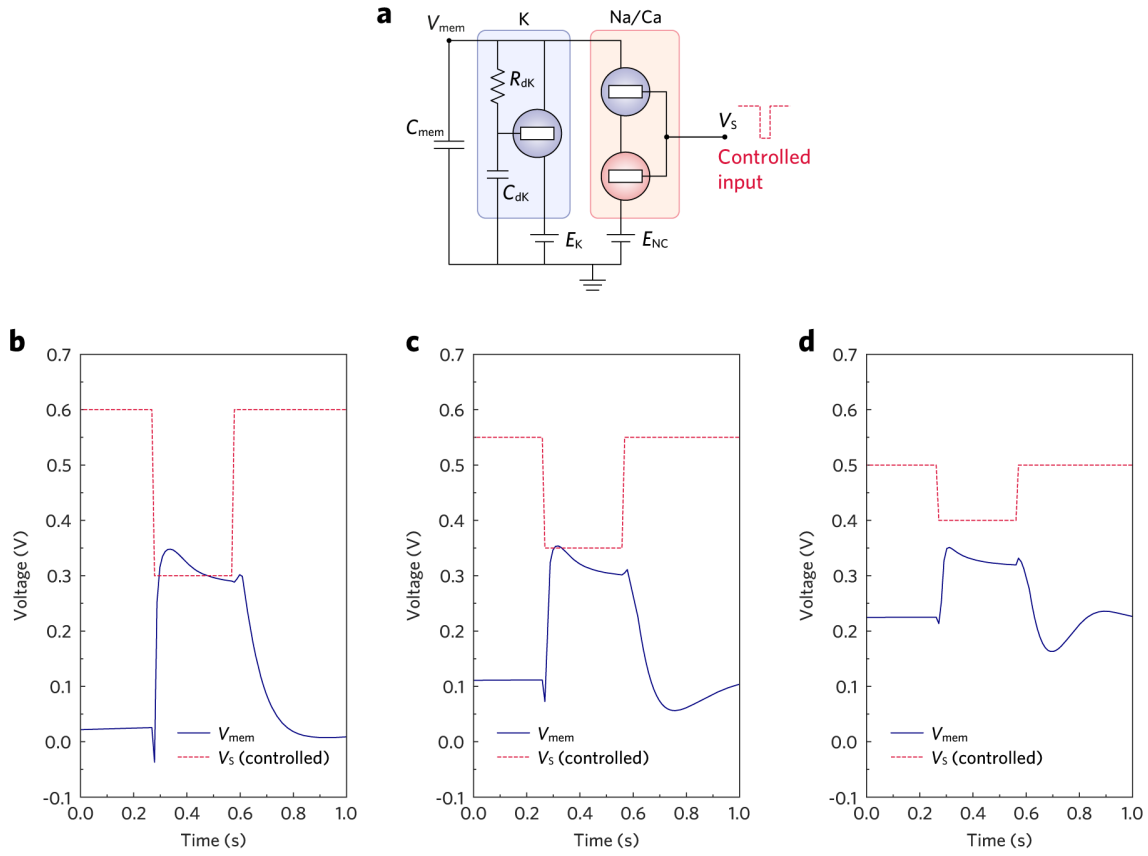 a
K
Na/Ca
V_mem
R_dK
C_mem
C_dK
V_S
Controlled
input
E_K
E_NC
b
0.7
0.6
0.5
0.4
0.3
0.2
0.1
0.0
-0.1
Voltage (V)
V_mem
V_S (controlled)
0.0
0.2
0.4
0.6
0.8
1.0
Time (s)
c
0.7
0.6
0.5
0.4
0.3
0.2
0.1
0.0
-0.1
Voltage (V)
V_mem
V_S (controlled)
0.0
0.2
0.4
0.6
0.8
1.0
Time (s)
d
0.7
0.6
0.5
0.4
0.3
0.2
0.1
0.0
-0.1
Voltage (V)
V_mem
V_S (controlled)
0.0
0.2
0.4
0.6
0.8
1.0
Time (s)